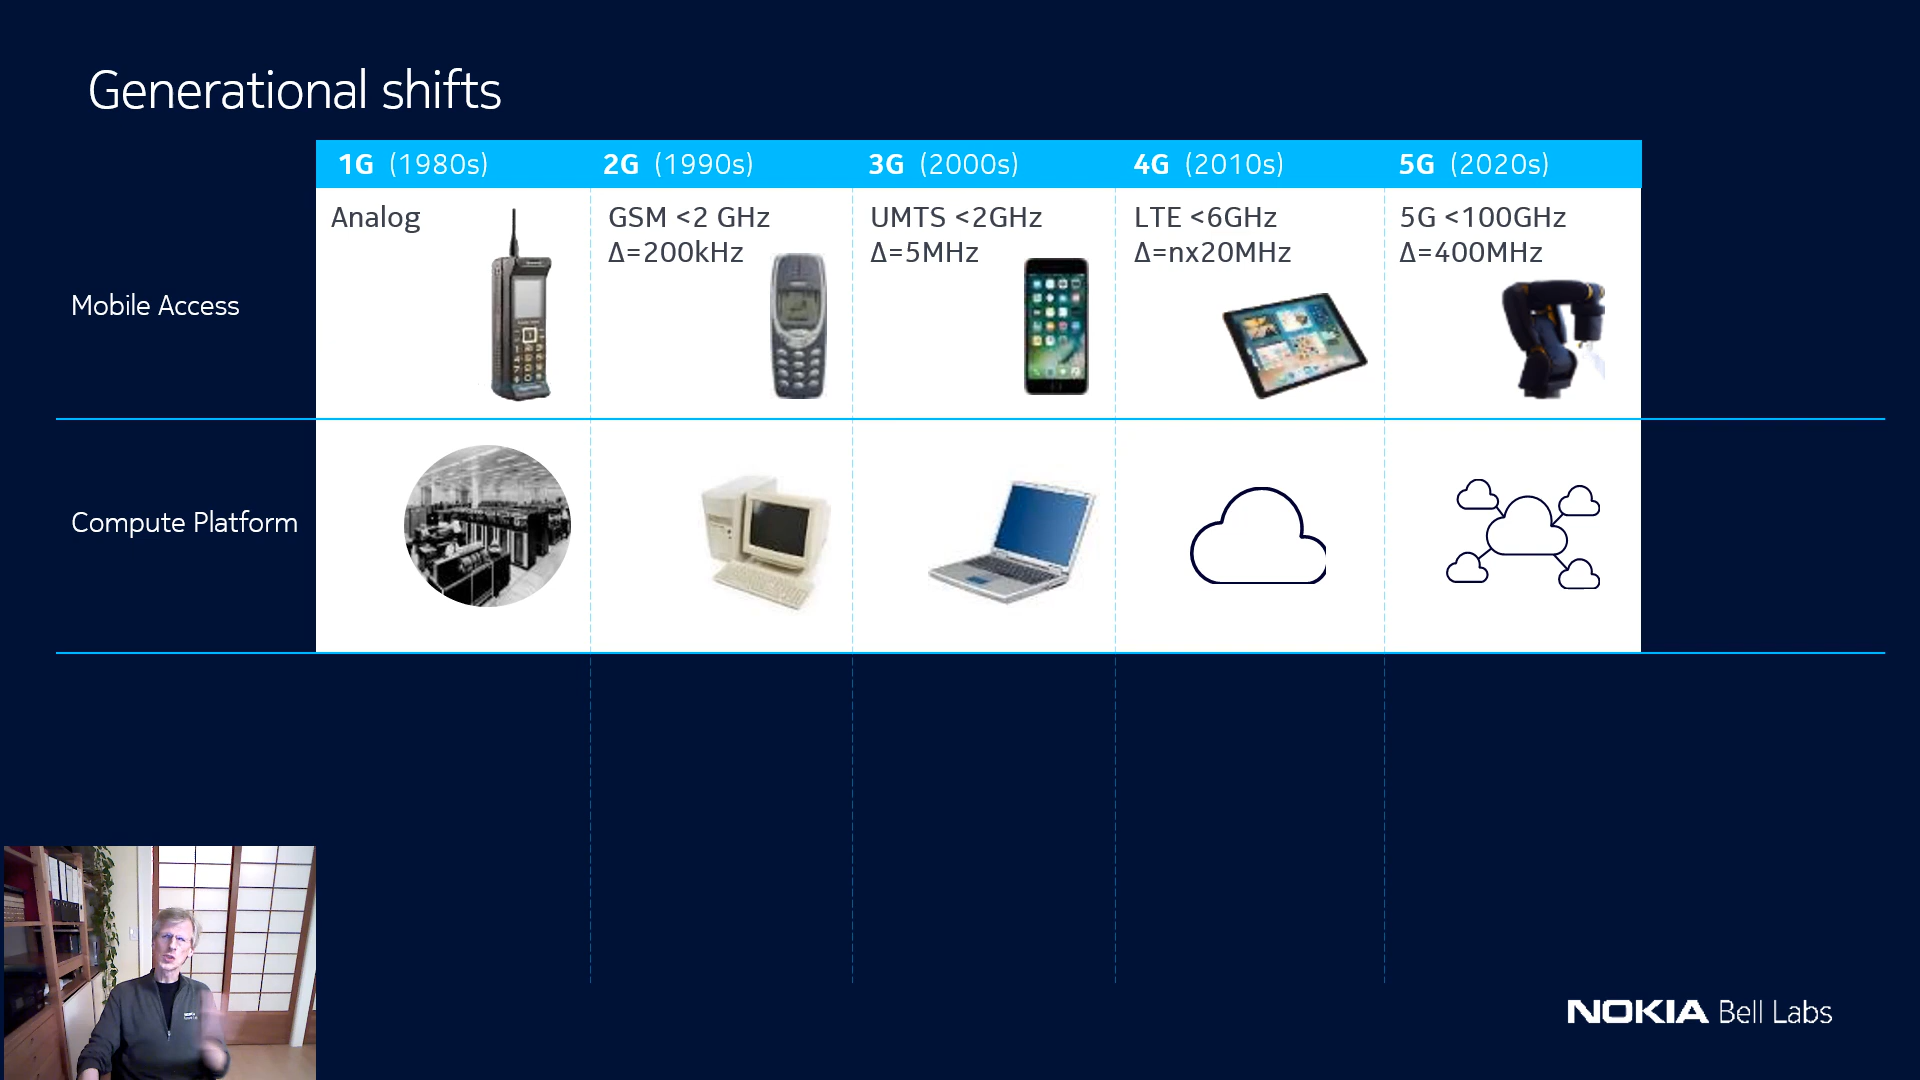 Generational shifts
1G (1980s)
2G (1990s)
3G (2000s)
4G (2010s)
5G (2020s)
Mobile Access
Analog
GSM <2 GHz
Δ=200kHz
UMTS <2GHz
Δ=5MHz
LTE <6GHz
Δ=nx20MHz
5G <100GHz
Δ=400MHz
Compute Platform
NOKIA Bell Labs